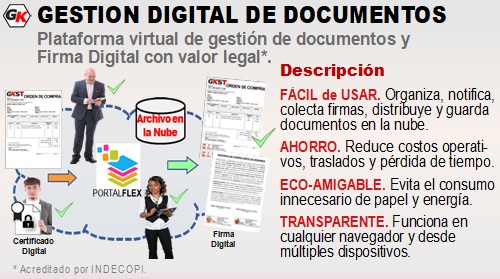 GK
GESTION DIGITAL DE DOCUMENTOS
Plataforma virtual de gestión de documentos y
Firma Digital con valor legal*.
GKST
ORDEN DE COMPRA
Archivo en
la Nube
PORTALFLEX
Certificado
Digital
GKST
ORDEN DE COMPRA
Firma
Digital
Descripción
FÁCIL de USAR. Organiza, notifica,
colecta firmas, distribuye y guarda
documentos en la nube.
AHORRO. Reduce costos operati-
vos, traslados y pérdida de tiempo.
ECO-AMIGABLE. Evita el consumo
innecesario de papel y energía.
TRANSPARENTE. Funciona en
cualquier navegador y desde
múltiples dispositivos.
* Acreditado por INDECOPI.